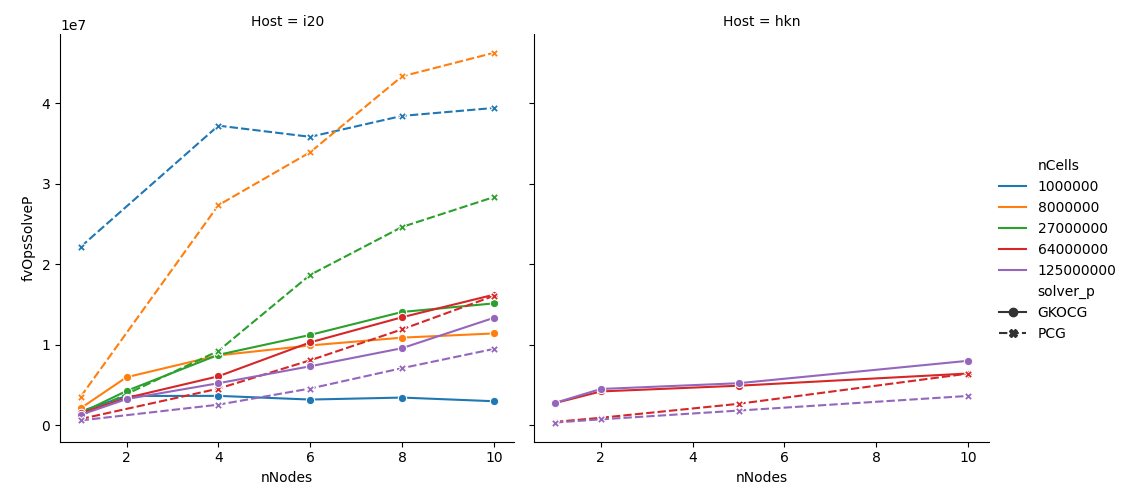 1e7
Host = i20
Host = hkn
fvOpsSolveP
4
3
2
1
0
2
4
6
8
10
nNodes
2
4
6
8
10
nNodes
nCells
1000000
8000000
27000000
64000000
125000000
solver_p
GKOCG
PCG